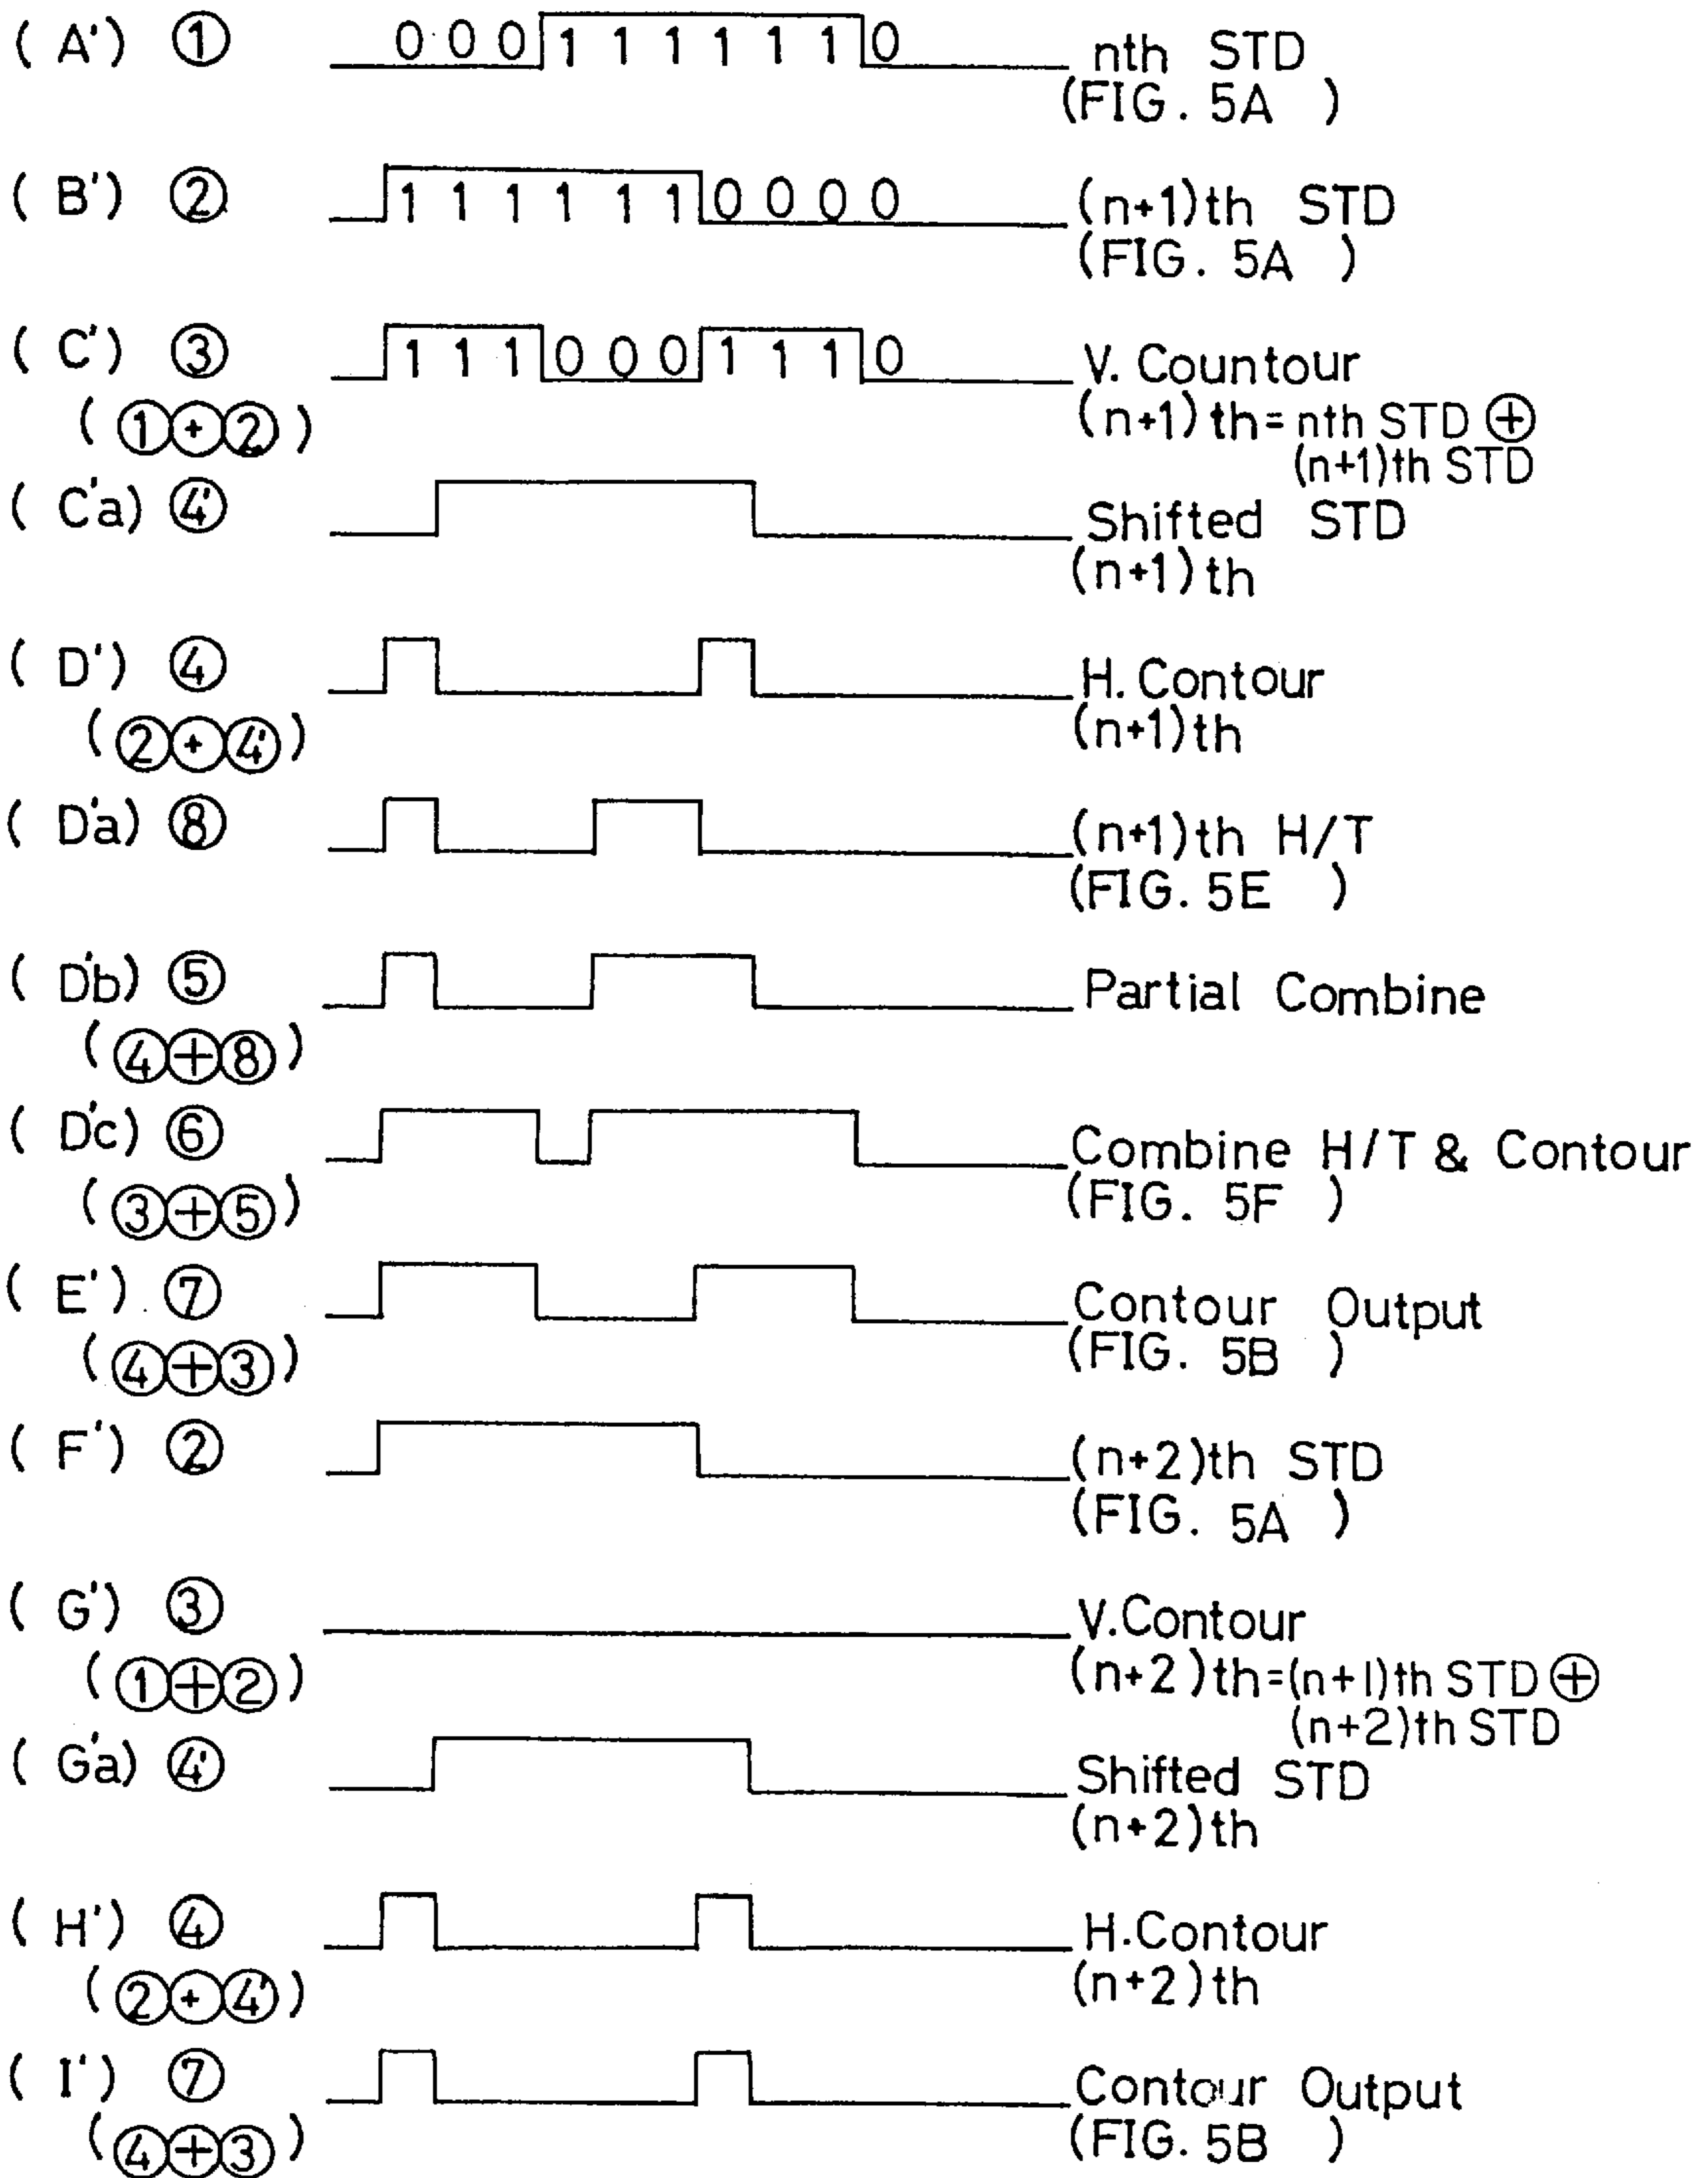 ( A') ① 0 0 0 1 1 1 1 1 1 0 nth STD
(FIG. 5A )
( B') ② 1 1 1 1 1 1 0 0 0 0 (n+1)th STD
(FIG. 5A )
( C') ③ 1 1 1 0 0 0 1 1 1 0 V. Countour
( ①⊕② ) (n+1)th = nth STD ⊕
(n+1)th STD
( C'a) ④' Shifted STD
(n+1)th
( D') ④ H. Contour
( ②⊕④' ) (n+1)th
( D'a) ⑧ (n+1)th H/T
(FIG. 5E )
( D'b) ⑤ Partial Combine
( ④⊕⑧ )
( D'c) ⑥ Combine H/T & Contour
( ③⊕⑤ ) (FIG. 5F )
( E') ⑦ Contour Output
( ④⊕③ ) (FIG. 5B )
( F') ② (n+2)th STD
(FIG. 5A )
( G') ③ V.Contour
( ①⊕② ) (n+2)th=(n+1)th STD ⊕
(n+2)th STD
( G'a) ④' Shifted STD
(n+2)th
( H') ④ H.Contour
( ②⊕④' ) (n+2)th
( I') ⑦ Contour Output
( ④⊕③ ) (FIG. 5B )